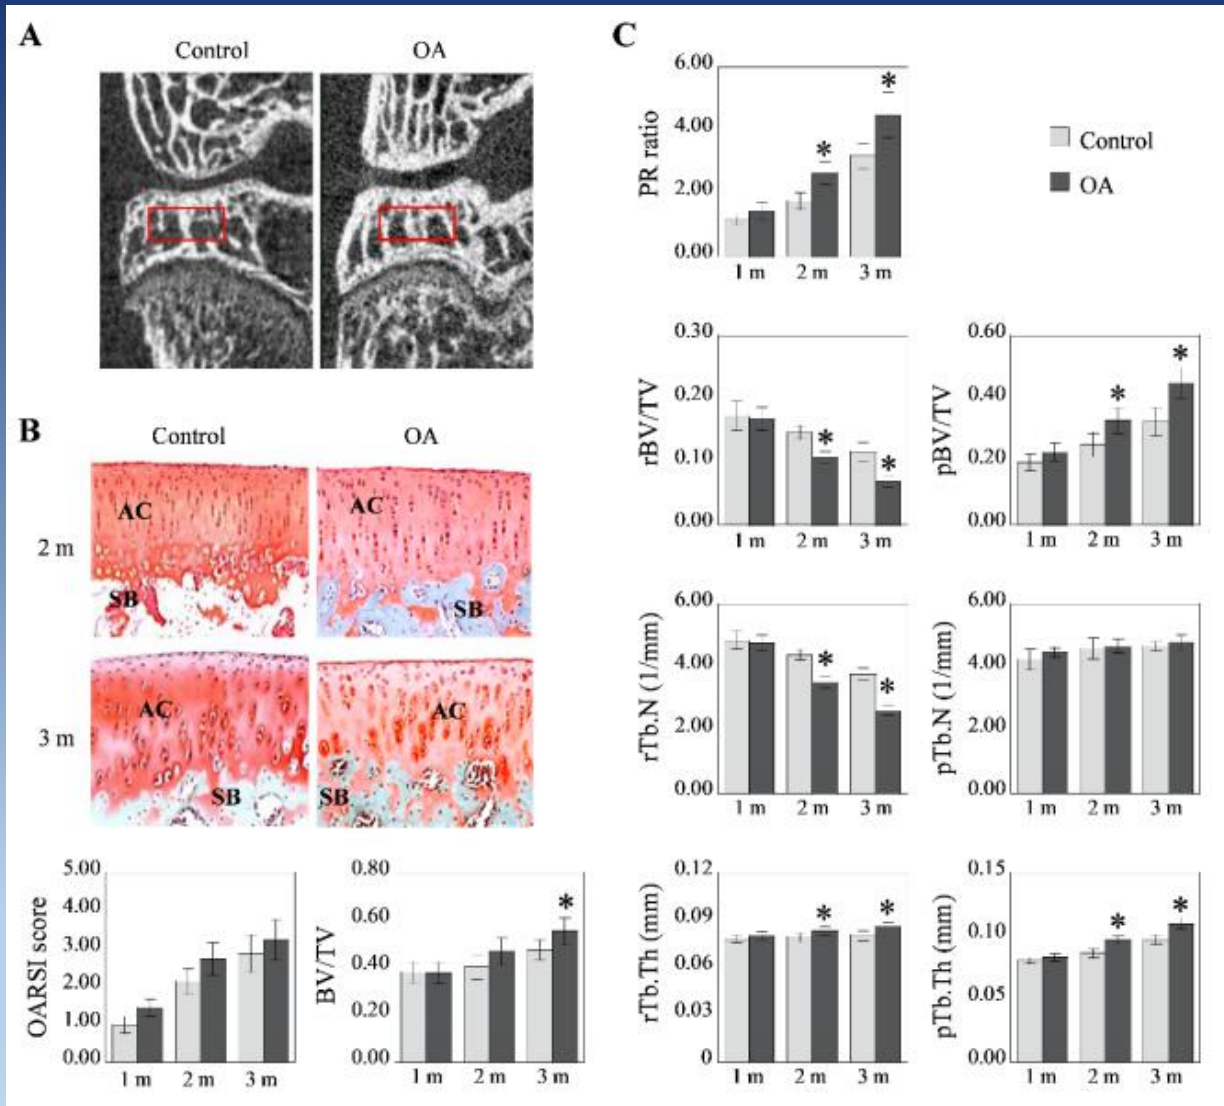 A
Control
OA
B
Control
OA
2 m
AC
SB
AC
SB
3 m
AC
SB
AC
SB
OARSI score
5.00
4.00
3.00
2.00
1.00
0.00
1 m
2 m
3 m
BV/TV
0.80
0.60
0.40
0.20
0.00
*
1 m
2 m
3 m
C
PR ratio
6.00
4.00
2.00
0.00
*
*
1 m
2 m
3 m
Control
OA
rBV/TV
0.30
0.20
0.10
0.00
*
*
1 m
2 m
3 m
pBV/TV
0.60
0.40
0.20
0.00
*
*
1 m
2 m
3 m
rTb.N (1/mm)
6.00
4.00
2.00
0.00
*
*
1 m
2 m
3 m
pTb.N (1/mm)
6.00
4.00
2.00
0.00
1 m
2 m
3 m
rTb.Th (mm)
0.12
0.09
0.06
0.03
0
*
*
1 m
2 m
3 m
pTb.Th (mm)
0.15
0.10
0.05
0.00
*
*
1 m
2 m
3 m